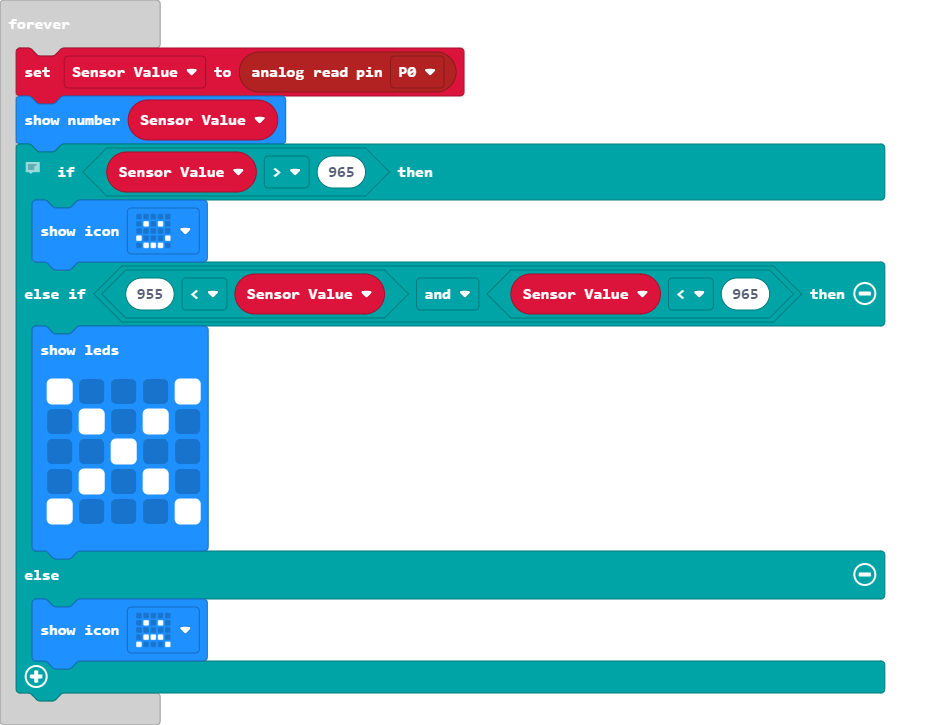 forever
set Sensor Value to analog read pin P0
show number Sensor Value
if Sensor Value > 965 then
show icon
else if 955 < Sensor Value and Sensor Value < 965 then
show leds
else
show icon